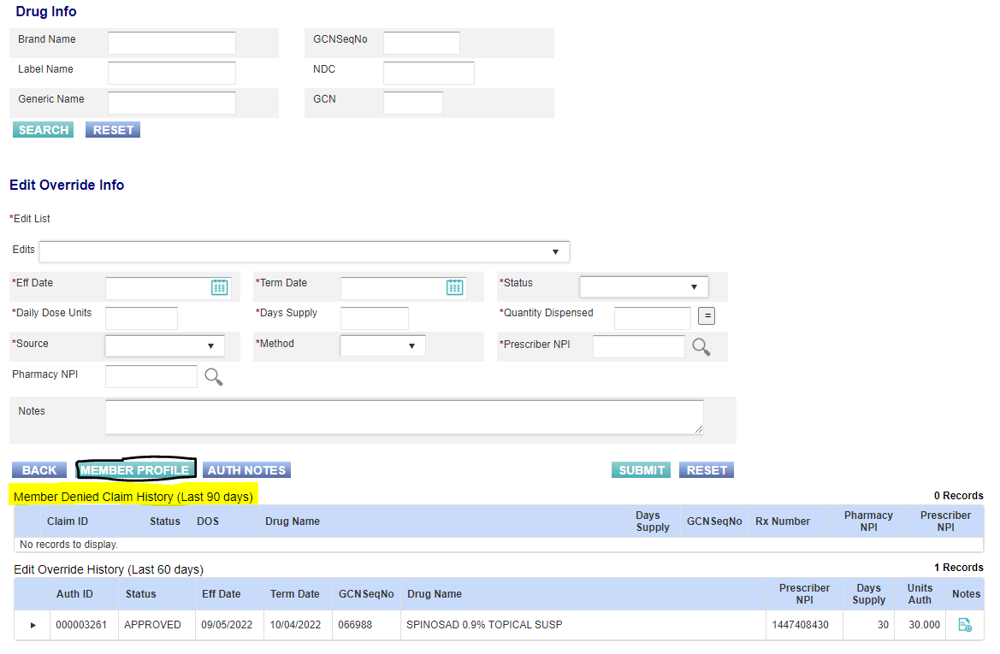 Drug Info
Brand Name GCNSeqNo
Label Name NDC
Generic Name GCN
SEARCH RESET
Edit Override Info
*Edit List
Edits
*Eff Date *Term Date *Status
*Daily Dose Units *Days Supply *Quantity Dispensed =
*Source *Method *Prescriber NPI
Pharmacy NPI
Notes
BACK MEMBER PROFILE AUTH NOTES SUBMIT RESET
Member Denied Claim History (Last 90 days) 0 Records
Claim ID Status DOS Drug Name Days Supply GCNSeqNo Rx Number Pharmacy NPI Prescriber NPI
No records to display.
Edit Override History (Last 60 days) 1 Records
Auth ID Status Eff Date Term Date GCNSeqNo Drug Name Prescriber NPI Days Supply Units Auth Notes
000003261 APPROVED 09/05/2022 10/04/2022 066988 SPINOSAD 0.9% TOPICAL SUSP 1447408430 30 30.000